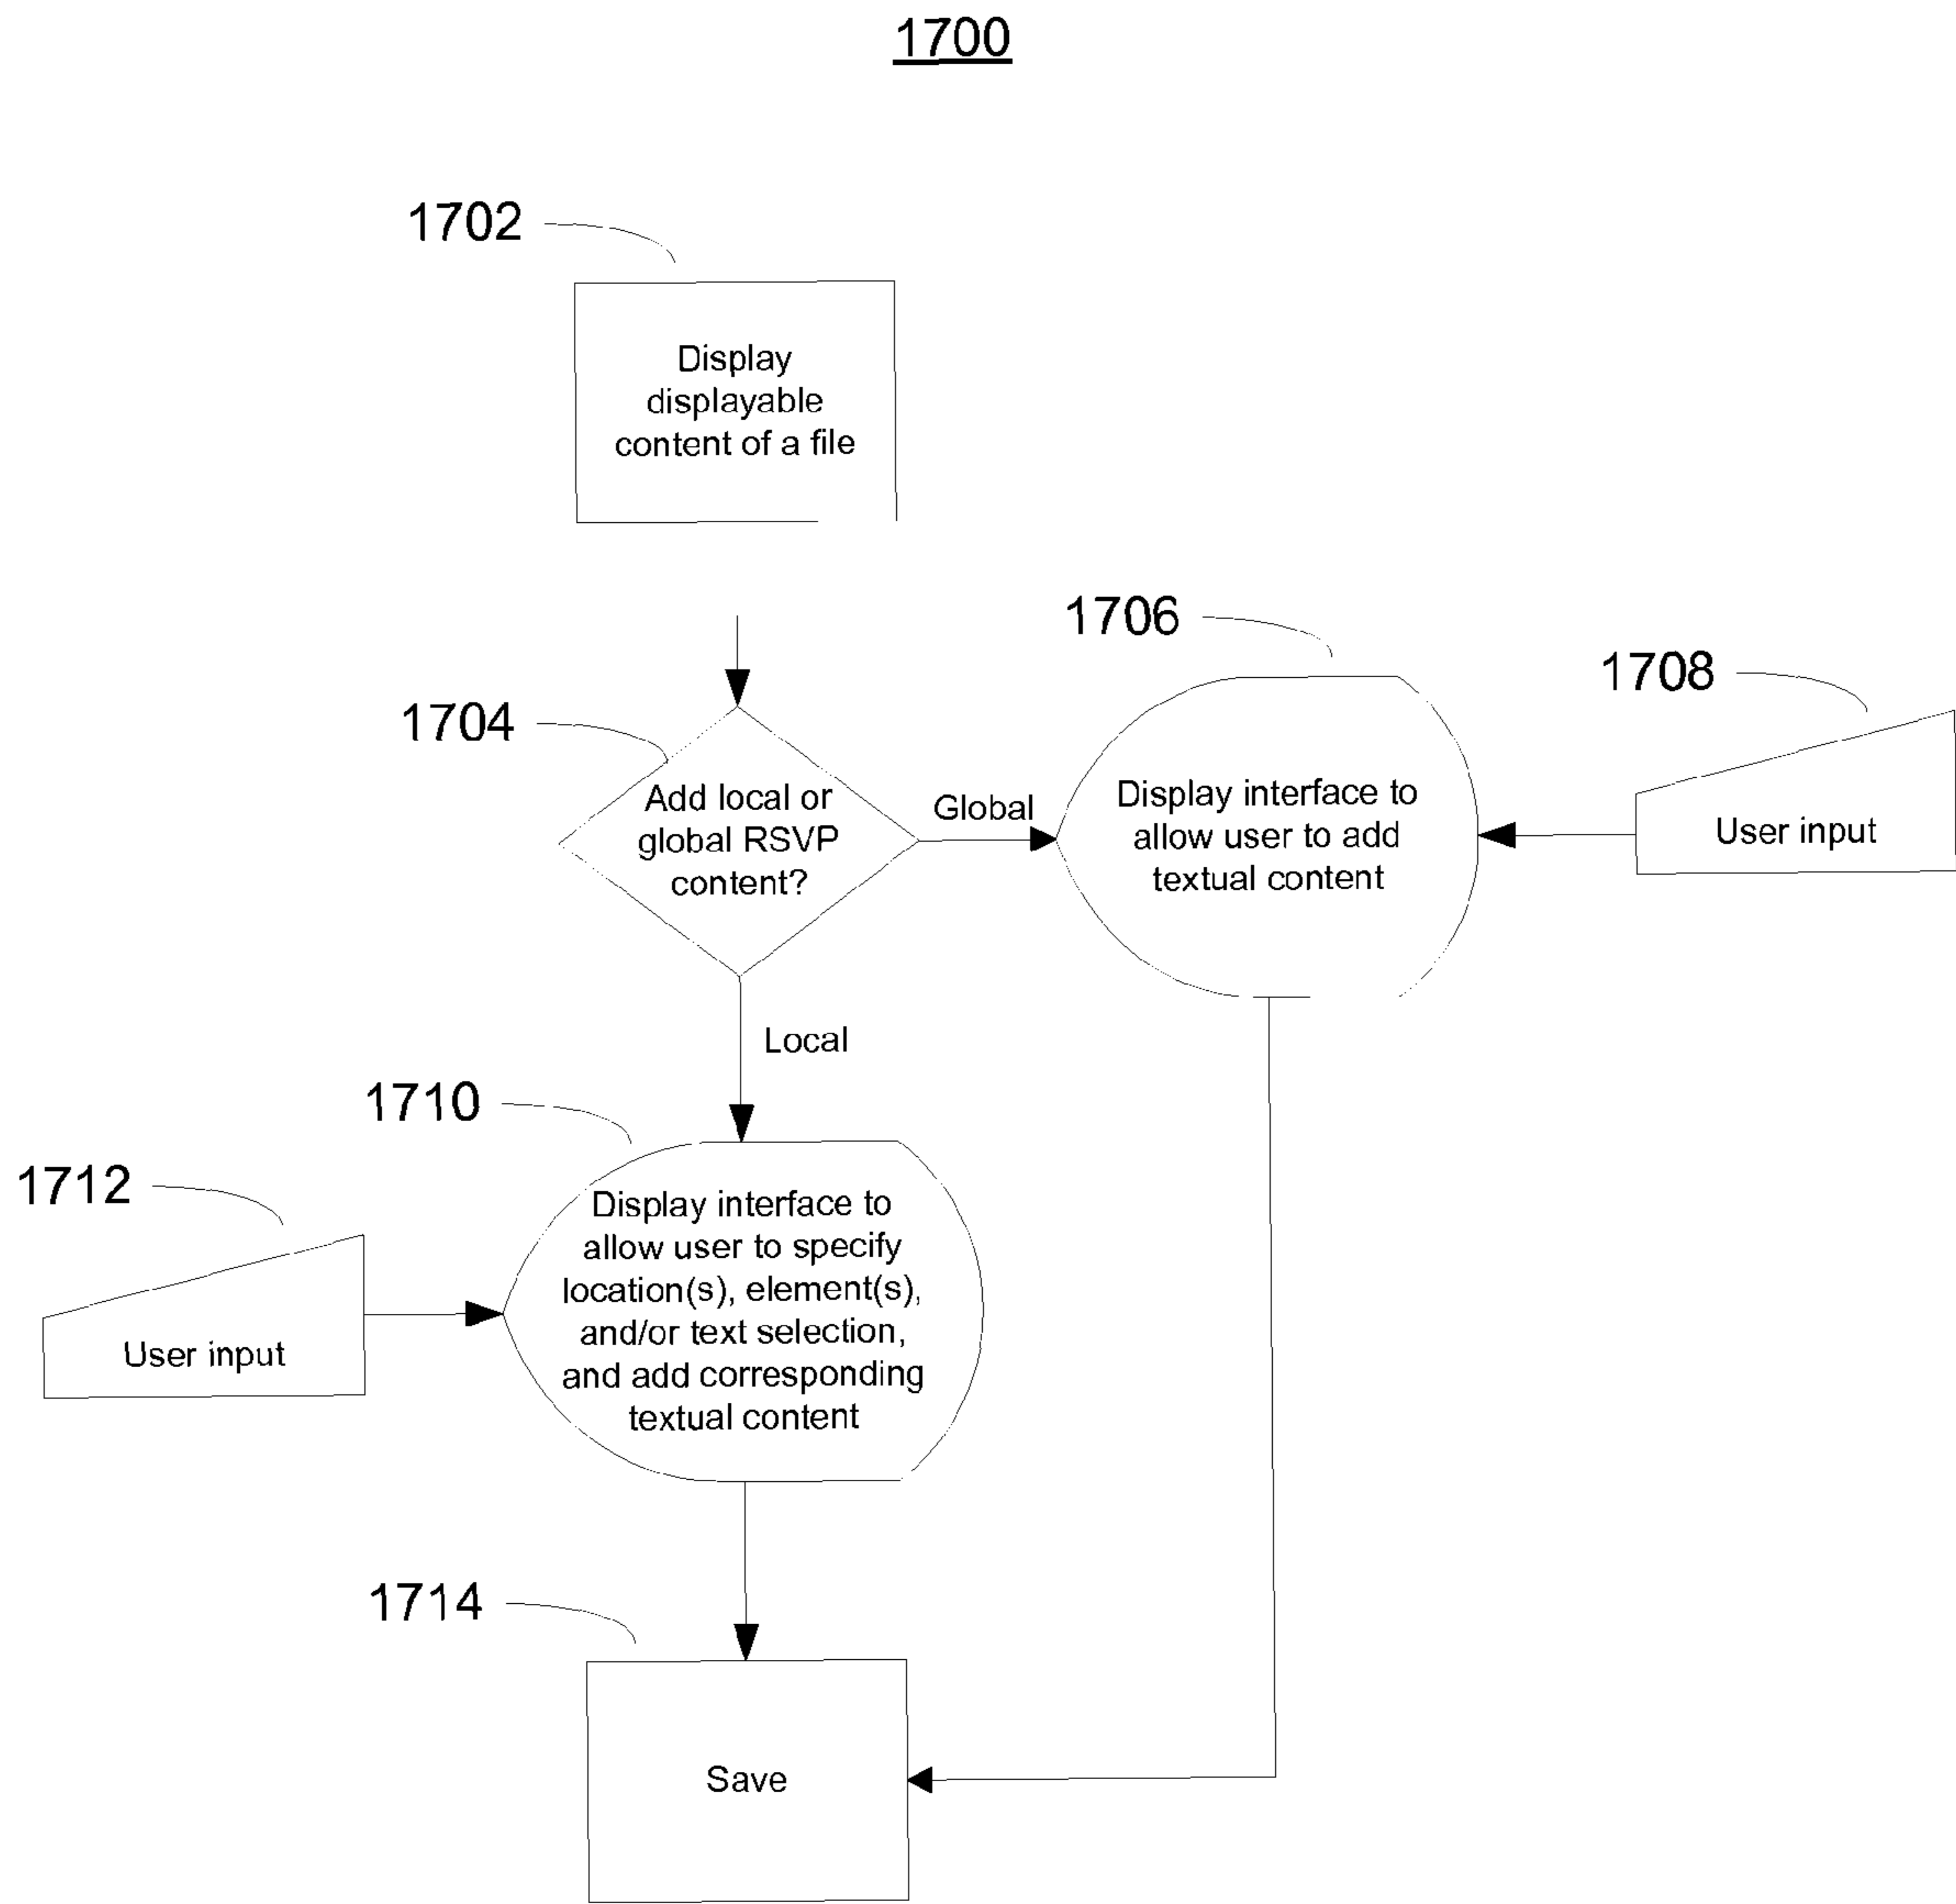 1700
1702
Display
displayable
content of a file
1704
Add local or
global RSVP
content?
Global
1706
Display interface to
allow user to add
textual content
1708
User input
Local
1710
Display interface to
allow user to specify
location(s), element(s),
and/or text selection,
and add corresponding
textual content
1712
User input
1714
Save